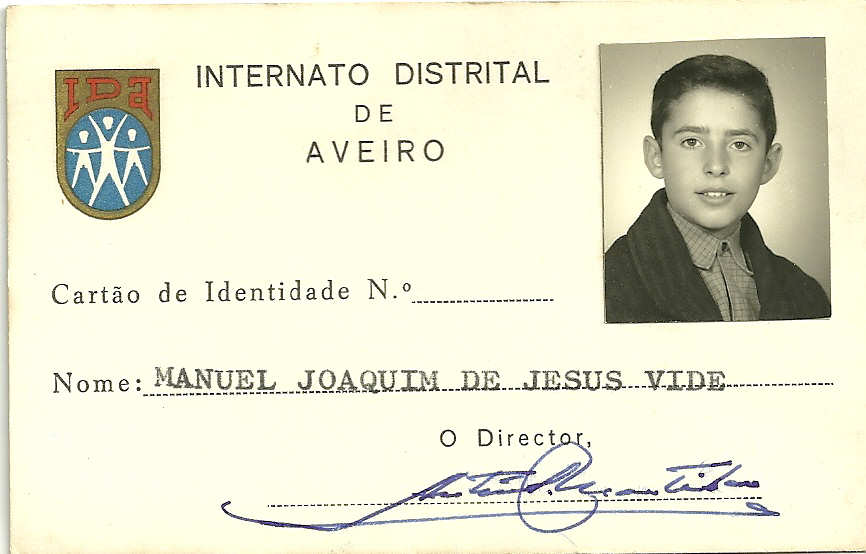 IDA
INTERNATO DISTRITAL
DE
AVEIRO
Cartão de Identidade N.º
Nome: MANUEL JOAQUIM DE JESUS VIDE
O Director,